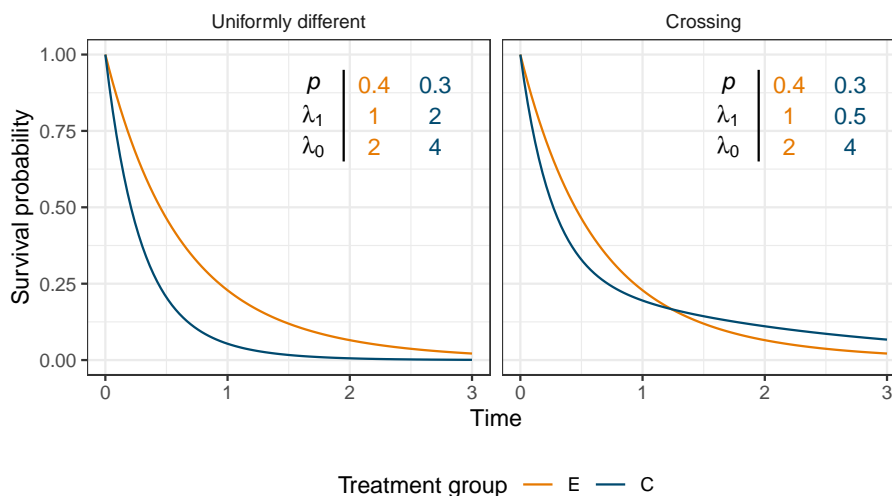 Uniformly different
Crossing
Survival probability
1.00
0.75
0.50
0.25
0.00
p 0.4 0.3
λ1 1 2
λ0 2 4
p 0.4 0.3
λ1 1 0.5
λ0 2 4
0 1 2 3
0 1 2 3
Time
Treatment group E C